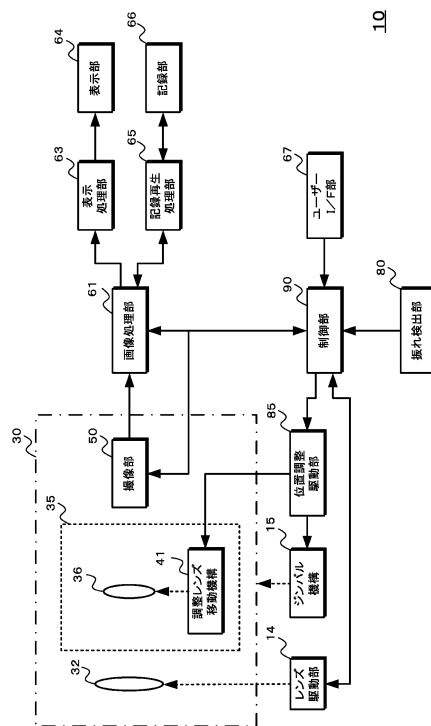 10
30
35
32
36
41
調整レンズ
移動機構
50
撮像部
61
画像処理部
63
表示
処理部
64
表示部
65
記録再生
処理部
66
記録部
14
レンズ
駆動部
15
ジンバル
機構
85
位置調整
駆動部
90
制御部
67
ユーザー
I/F部
80
振れ検出部